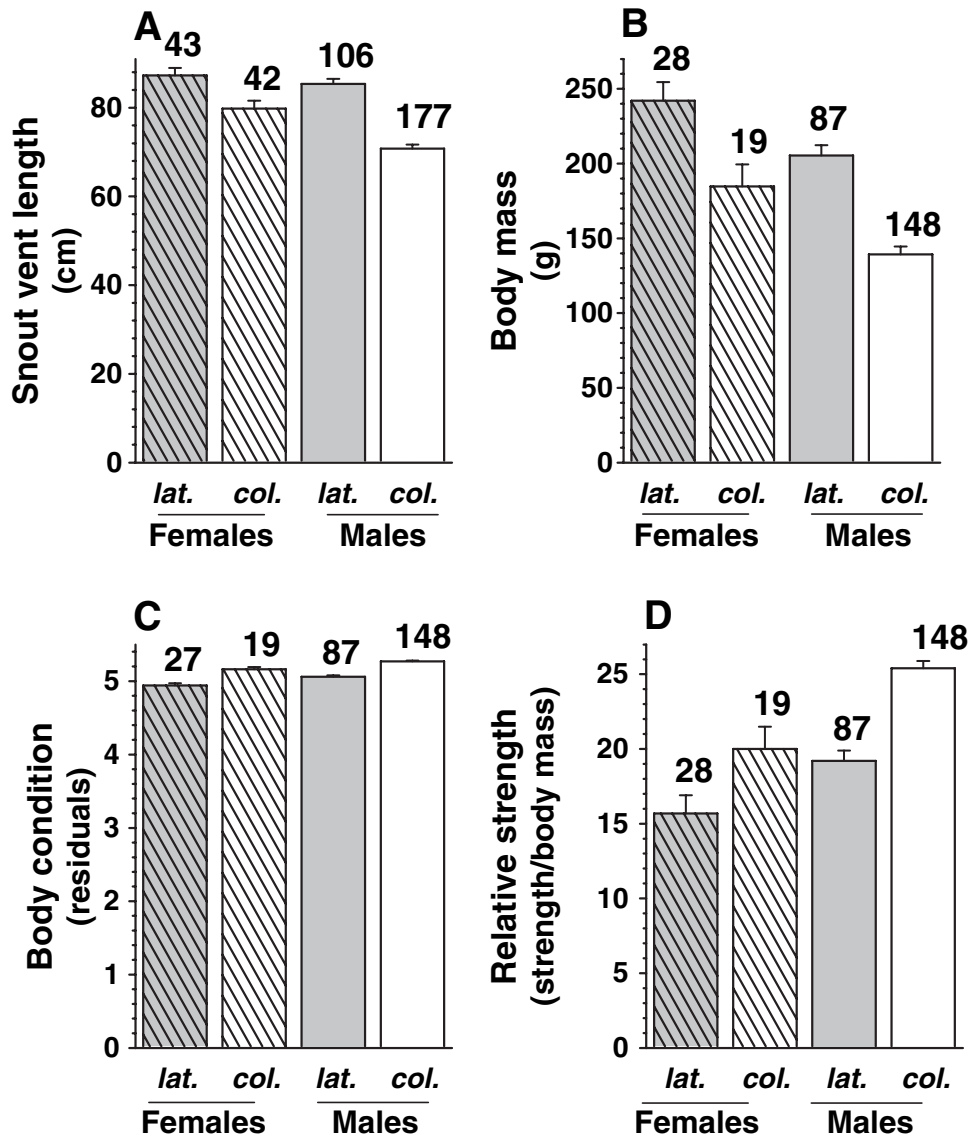 A
43
42
106
177
80
60
40
20
0
Snout vent length
(cm)
lat. col. lat. col.
Females Males
B
28
19
87
148
250
200
150
100
50
0
Body mass
(g)
lat. col. lat. col.
Females Males
C
27
19
87
148
5
4
3
2
1
0
Body condition
(residuals)
lat. col. lat. col.
Females Males
D
28
19
87
148
25
20
15
10
5
0
Relative strength
(strength/body mass)
lat. col. lat. col.
Females Males